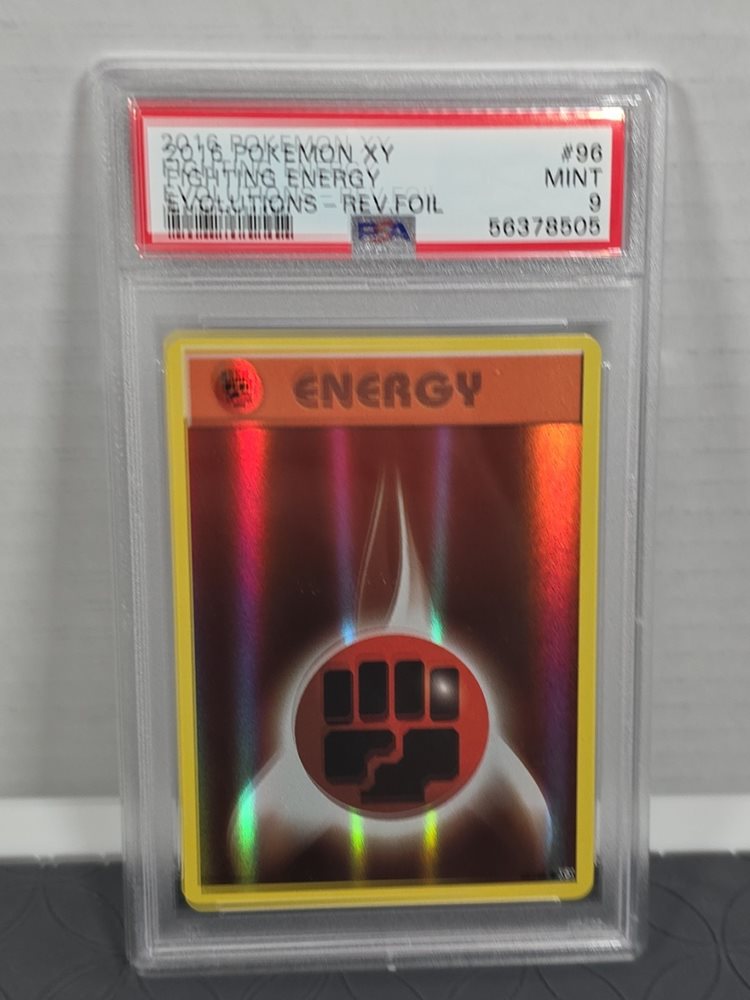 2016 POKEMON XY #96
FIGHTING ENERGY MINT
EVOLUTIONS - REV.FOIL 9
PSA 56378505
ENERGY